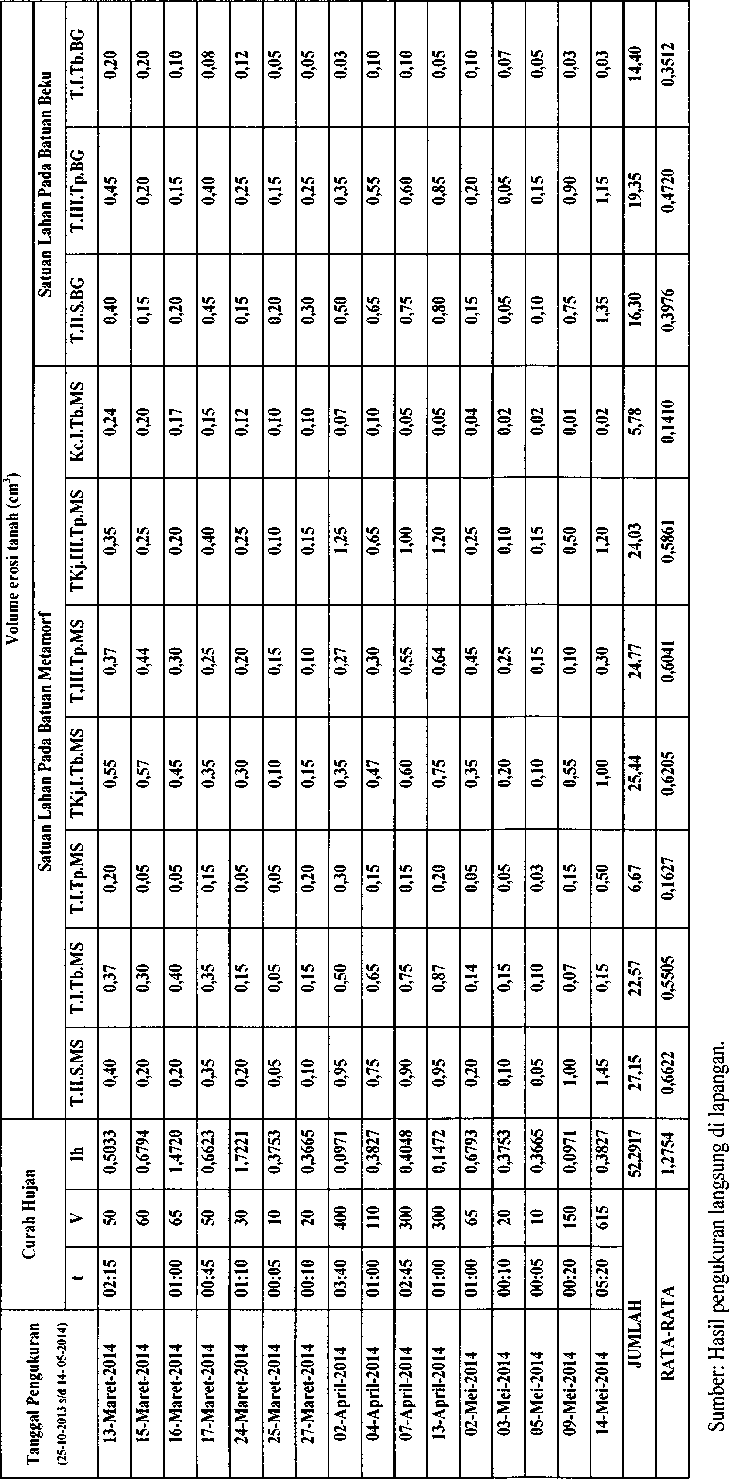 Tanggal Pengukuran (25-10-2013 s/d 14-05-2014) | Curah Hujan | Volume erosi tanah (cm³)
Satuan Lahan Pada Batuan Metamorf | Satuan Lahan Pada Batuan Beku
t | V | Ih | T.II.S.MS | T.I.Tb.MS | T.I.Tp.MS | TKj.I.Tb.MS | T.III.Tp.MS | TKj.III.Tp.MS | Kc.I.Tb.MS | T.II.S.BG | T.III.Tp.BG | T.I.Tb.BG
13-Maret-2014 | 02:15 | 50 | 0,5033 | 0,40 | 0,37 | 0,20 | 0,55 | 0,37 | 0,35 | 0,24 | 0,40 | 0,45 | 0,20
15-Maret-2014 | | 60 | 0,6794 | 0,20 | 0,30 | 0,05 | 0,57 | 0,44 | 0,25 | 0,20 | 0,15 | 0,20 | 0,20
16-Maret-2014 | 01:00 | 65 | 1,4720 | 0,20 | 0,40 | 0,05 | 0,45 | 0,30 | 0,20 | 0,17 | 0,20 | 0,15 | 0,10
17-Maret-2014 | 00:45 | 50 | 0,6623 | 0,35 | 0,35 | 0,15 | 0,35 | 0,25 | 0,40 | 0,15 | 0,45 | 0,40 | 0,08
24-Maret-2014 | 01:10 | 30 | 1,7221 | 0,20 | 0,15 | 0,05 | 0,30 | 0,20 | 0,25 | 0,12 | 0,15 | 0,25 | 0,12
25-Maret-2014 | 00:05 | 10 | 0,3753 | 0,05 | 0,05 | 0,05 | 0,10 | 0,15 | 0,10 | 0,10 | 0,20 | 0,15 | 0,05
27-Maret-2014 | 00:10 | 20 | 0,3665 | 0,10 | 0,15 | 0,20 | 0,15 | 0,10 | 0,15 | 0,10 | 0,30 | 0,25 | 0,05
02-April-2014 | 03:40 | 400 | 0,0971 | 0,95 | 0,50 | 0,30 | 0,35 | 0,27 | 1,25 | 0,07 | 0,50 | 0,35 | 0.03
04-April-2014 | 01:00 | 110 | 0,3827 | 0,75 | 0,65 | 0,15 | 0,47 | 0,30 | 0,65 | 0,10 | 0,65 | 0,55 | 0,10
07-April-2014 | 02:45 | 300 | 0,4048 | 0,90 | 0,75 | 0,15 | 0,60 | 0,55 | 1,00 | 0,05 | 0,75 | 0,60 | 0,10
13-April-2014 | 01:00 | 300 | 0,1472 | 0,95 | 0,87 | 0,20 | 0,75 | 0,64 | 1.20 | 0,05 | 0,80 | 0,85 | 0,05
02-Mei-2014 | 01:00 | 65 | 0,6793 | 0,20 | 0,14 | 0,05 | 0,35 | 0,45 | 0,25 | 0,04 | 0,15 | 0,20 | 0,10
03-Mei-2014 | 00:10 | 20 | 0,3753 | 0,10 | 0,15 | 0,05 | 0,20 | 0,25 | 0,10 | 0,02 | 0,05 | 0,05 | 0,07
05-Mei-2014 | 00:05 | 10 | 0,3665 | 0,05 | 0,10 | 0,03 | 0,10 | 0,15 | 0,15 | 0,02 | 0,10 | 0,15 | 0,05
09-Mei-2014 | 00:20 | 150 | 0,0971 | 1,00 | 0,07 | 0,15 | 0,55 | 0,10 | 0,50 | 0,01 | 0,75 | 0,90 | 0,03
14-Mei-2014 | 05:20 | 615 | 0,3827 | 1,45 | 0,15 | 0,50 | 1,00 | 0,30 | 1,20 | 0,02 | 1,35 | 1,15 | 0,03
JUMLAH | 52,2917 | 27,15 | 22,57 | 6,67 | 25,44 | 24,77 | 24,03 | 5,78 | 16,30 | 19,35 | 14,40
RATA-RATA | 1,2754 | 0,6622 | 0,5505 | 0,1627 | 0,6205 | 0,6041 | 0,5861 | 0,1410 | 0,3976 | 0,4720 | 0,3512
Sumber: Hasil pengukuran langsung di lapangan.